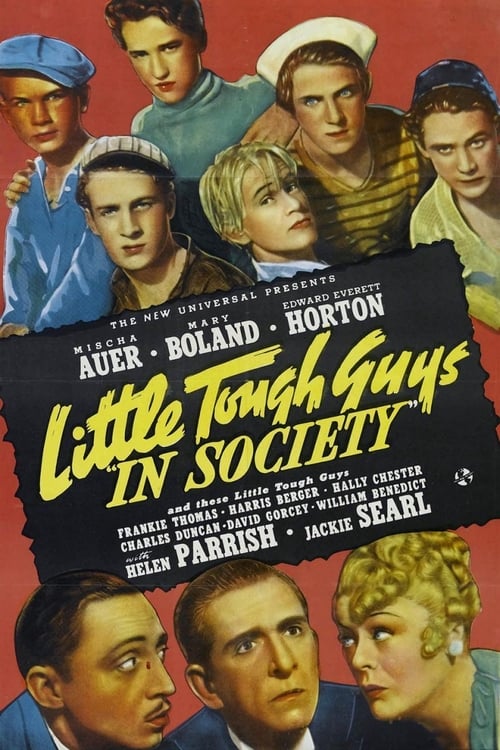 THE NEW UNIVERSAL PRESENTS
MISCHA AUER • MARY BOLAND • EDWARD EVERETT HORTON
Little Tough Guys
"IN SOCIETY"
and these Little Tough Guys
FRANKIE THOMAS • HARRIS BERGER • HALLY CHESTER
CHARLES DUNCAN • DAVID GORCEY • WILLIAM BENEDICT
with HELEN PARRISH • JACKIE SEARL